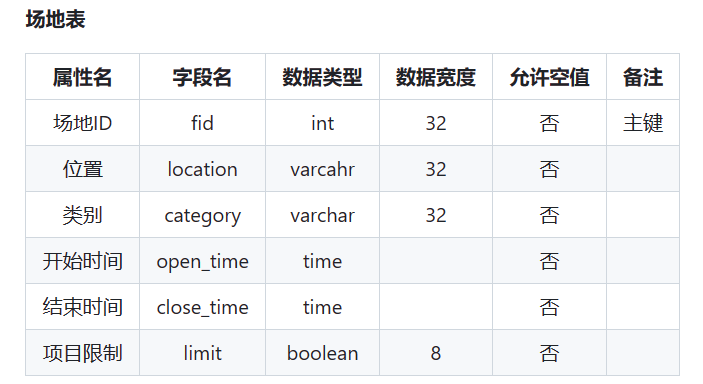 场地表
属性名 字段名 数据类型 数据宽度 允许空值 备注
场地ID fid int 32 否 主键
位置 location varcahr 32 否
类别 category varchar 32 否
开始时间 open_time time 否
结束时间 close_time time 否
项目限制 limit boolean 8 否